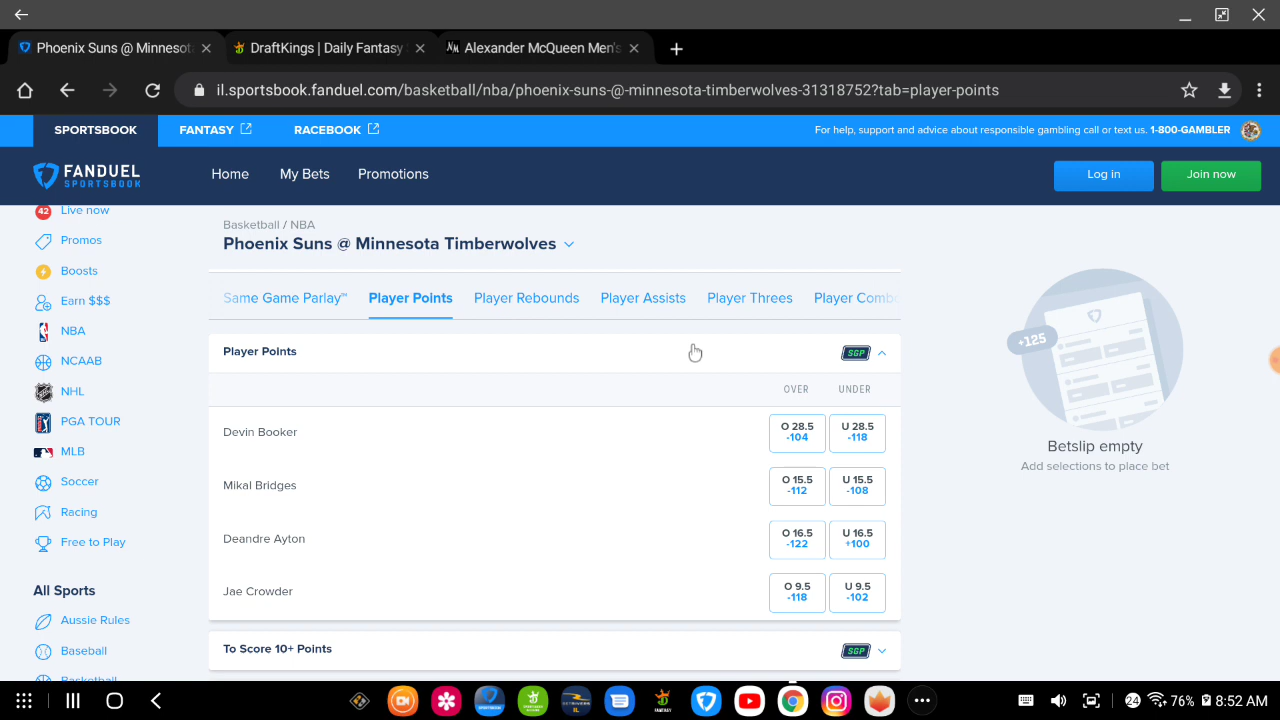 Phoenix Suns @ Minnesot
DraftKings | Daily Fantasy
Alexander McQueen Men's
il.sportsbook.fanduel.com/basketball/nba/phoenix-suns-@-minnesota-timberwolves-31318752?tab=player-points
SPORTSBOOK FANTASY RACEBOOK For help, support and advice about responsible gambling call or text us. 1-800-GAMBLER
FANDUEL
SPORTSBOOK
Home My Bets Promotions Log in Join now
42 Live now
Promos
Boosts
Earn $$$
NBA
NCAAB
NHL
PGA TOUR
MLB
Soccer
Racing
Free to Play
All Sports
Aussie Rules
Baseball
Basketball
Basketball / NBA
Phoenix Suns @ Minnesota Timberwolves
Same Game Parlay™ Player Points Player Rebounds Player Assists Player Threes Player Combo
Player Points SGP
OVER UNDER
Devin Booker O 28.5 -104 U 28.5 -118
Mikal Bridges O 15.5 -112 U 15.5 -108
Deandre Ayton O 16.5 -122 U 16.5 +100
Jae Crowder O 9.5 -118 U 9.5 -102
To Score 10+ Points SGP
+125
Betslip empty
Add selections to place bet
24 76% 8:52 AM